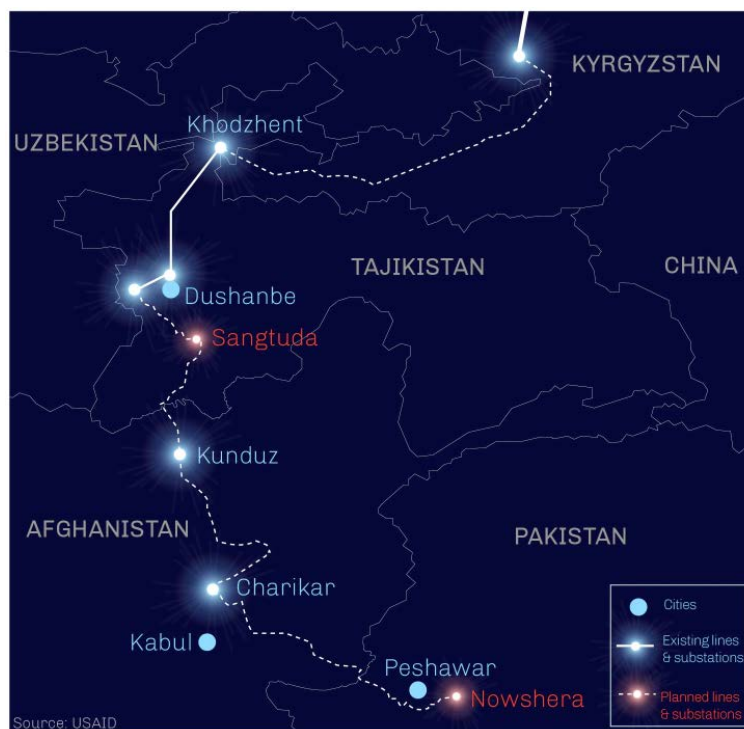 KYRGYZSTAN
Khodzhent
UZBEKISTAN
TAJIKISTAN
CHINA
Dushanbe
Sangtuda
Kunduz
AFGHANISTAN
PAKISTAN
Charikar
Kabul
Peshawar
Nowshera
Cities
Existing lines
& substations
Planned lines
& substations
Source: USAID